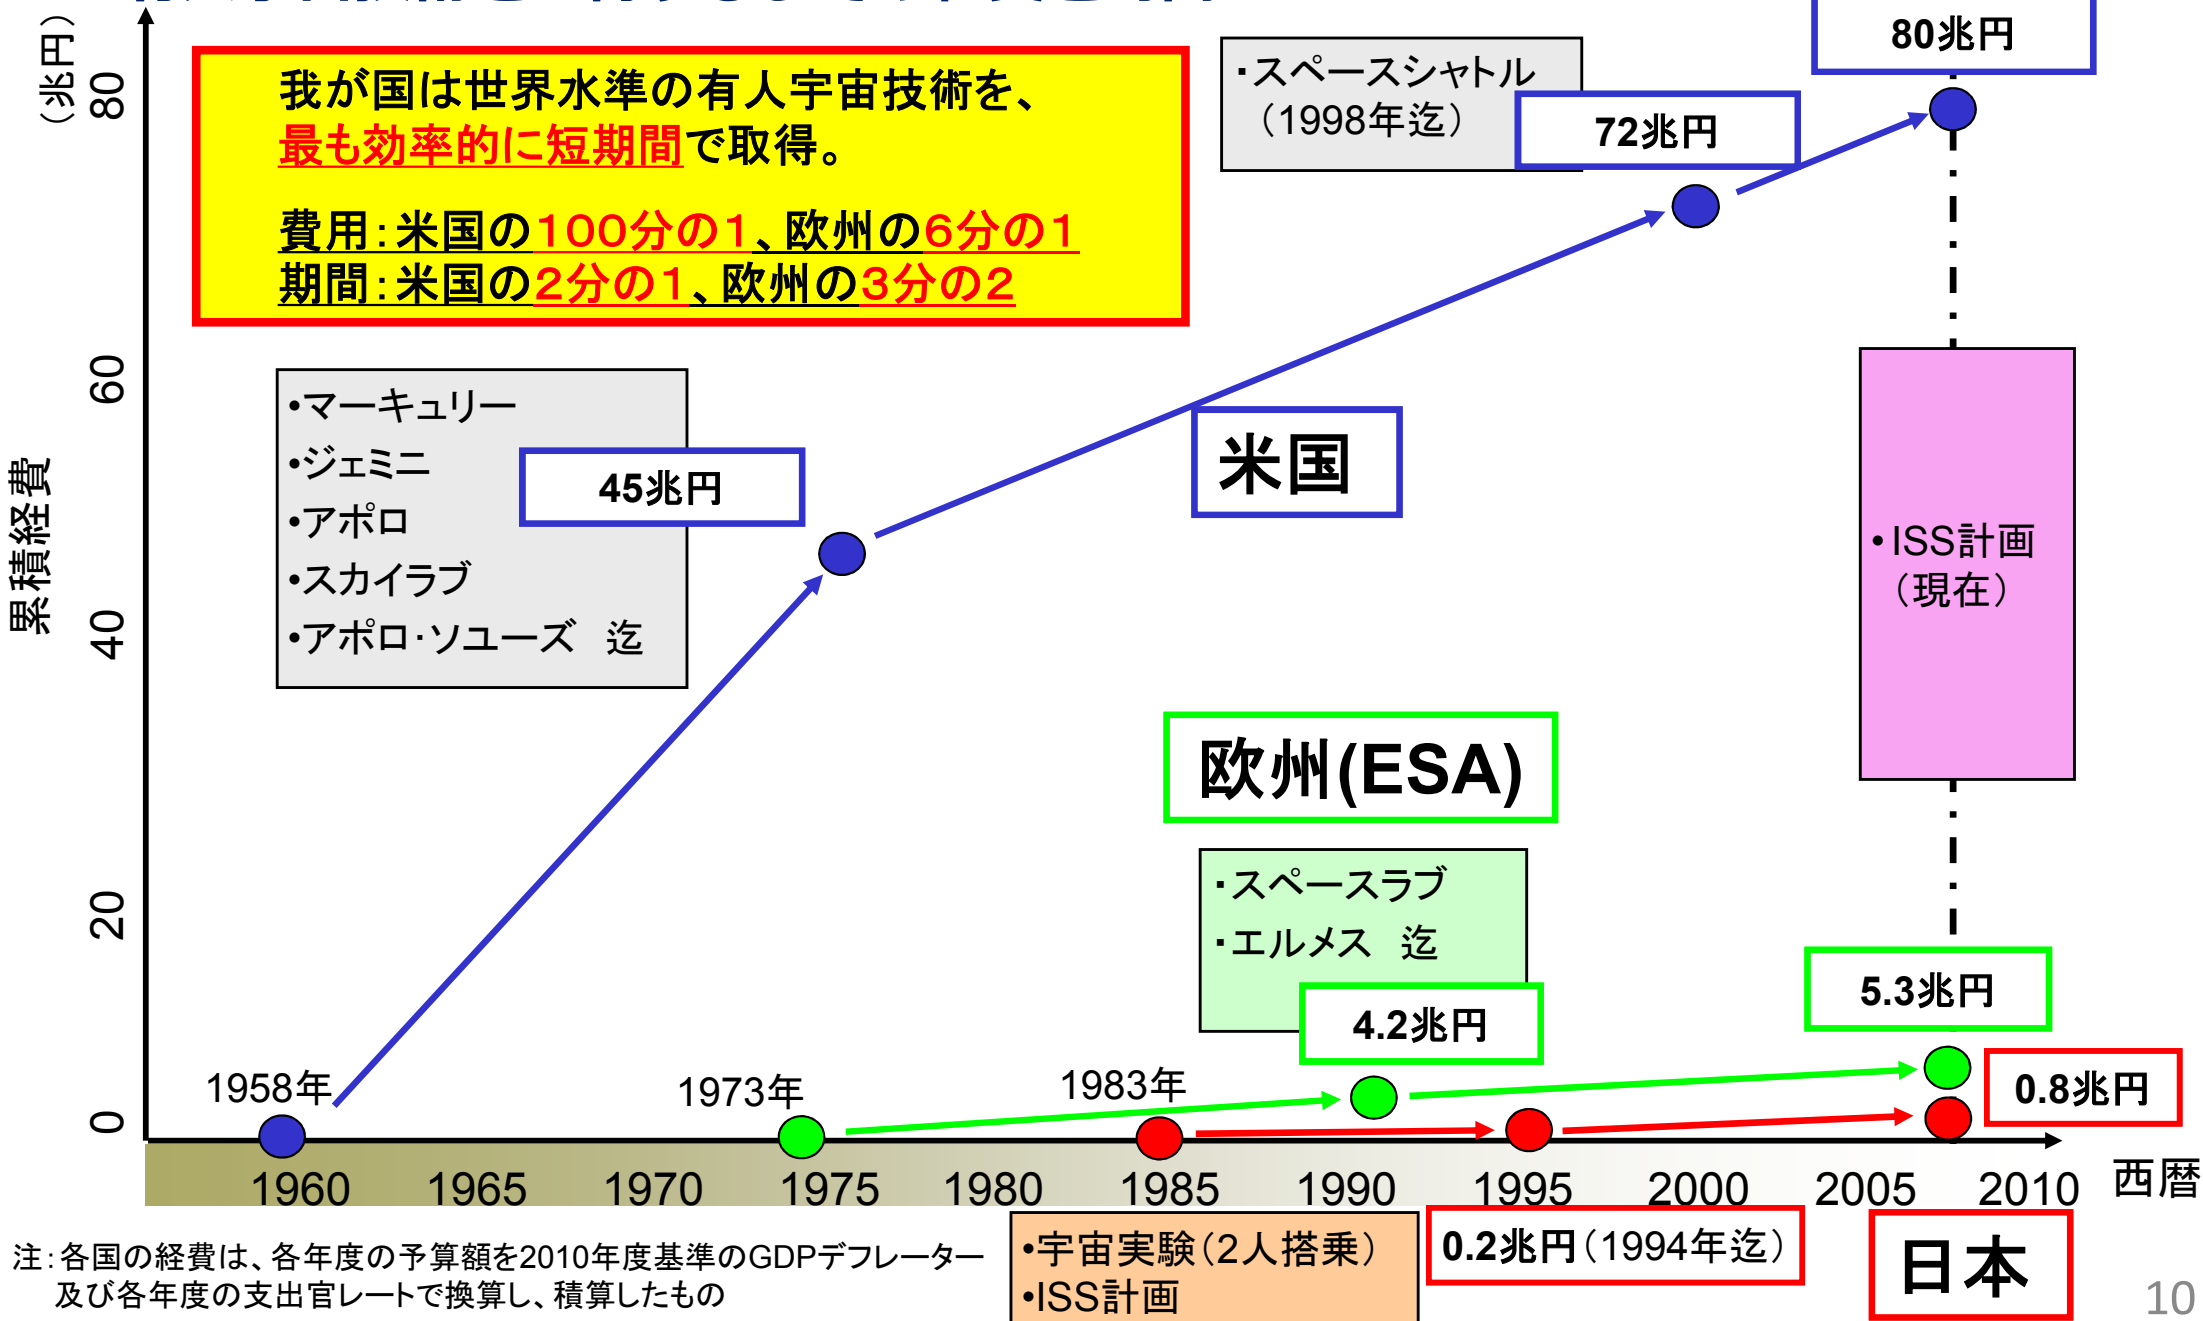 (兆円)
80
60
40
20
0
累積経費
我が国は世界水準の有人宇宙技術を、
最も効率的に短期間で取得。
費用:米国の100分の1、欧州の6分の1
期間:米国の2分の1、欧州の3分の2
・スペースシャトル
(1998年迄)
72兆円
80兆円
•マーキュリー
•ジェミニ
•アポロ
•スカイラブ
•アポロ・ソユーズ 迄
45兆円
米国
•ISS計画
(現在)
欧州(ESA)
・スペースラブ
・エルメス 迄
4.2兆円
5.3兆円
0.8兆円
1958年
1973年
1983年
1960 1965 1970 1975 1980 1985 1990 1995 2000 2005 2010 西暦
•宇宙実験(2人搭乗)
•ISS計画
0.2兆円(1994年迄)
日本
注:各国の経費は、各年度の予算額を2010年度基準のGDPデフレーター
及び各年度の支出官レートで換算し、積算したもの
10